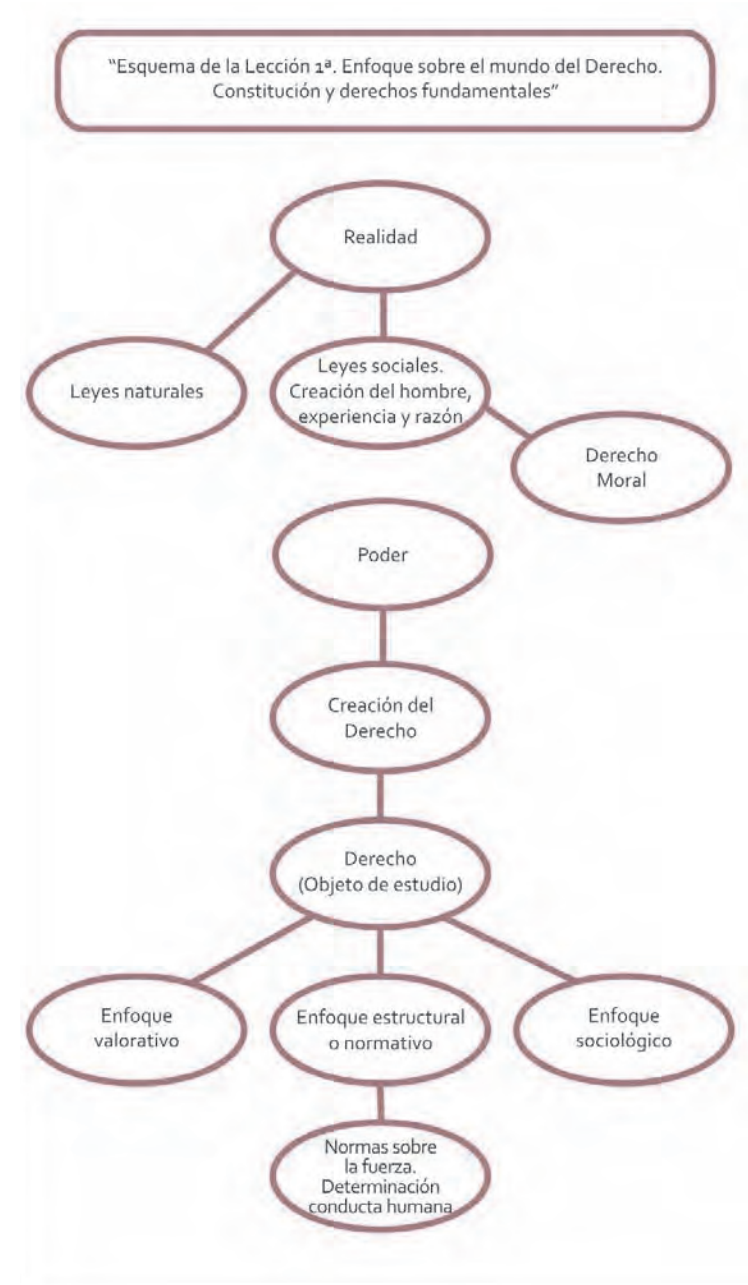 “Esquema de la Lección 1ª. Enfoque sobre el mundo del Derecho.
Constitución y derechos fundamentales”
Realidad
Leyes naturales
Leyes sociales.
Creación del hombre,
experiencia y razón
Derecho
Moral
Poder
Creación del
Derecho
Derecho
(Objeto de estudio)
Enfoque
valorativo
Enfoque estructural
o normativo
Enfoque
sociológico
Normas sobre
la fuerza.
Determinación
conducta humana